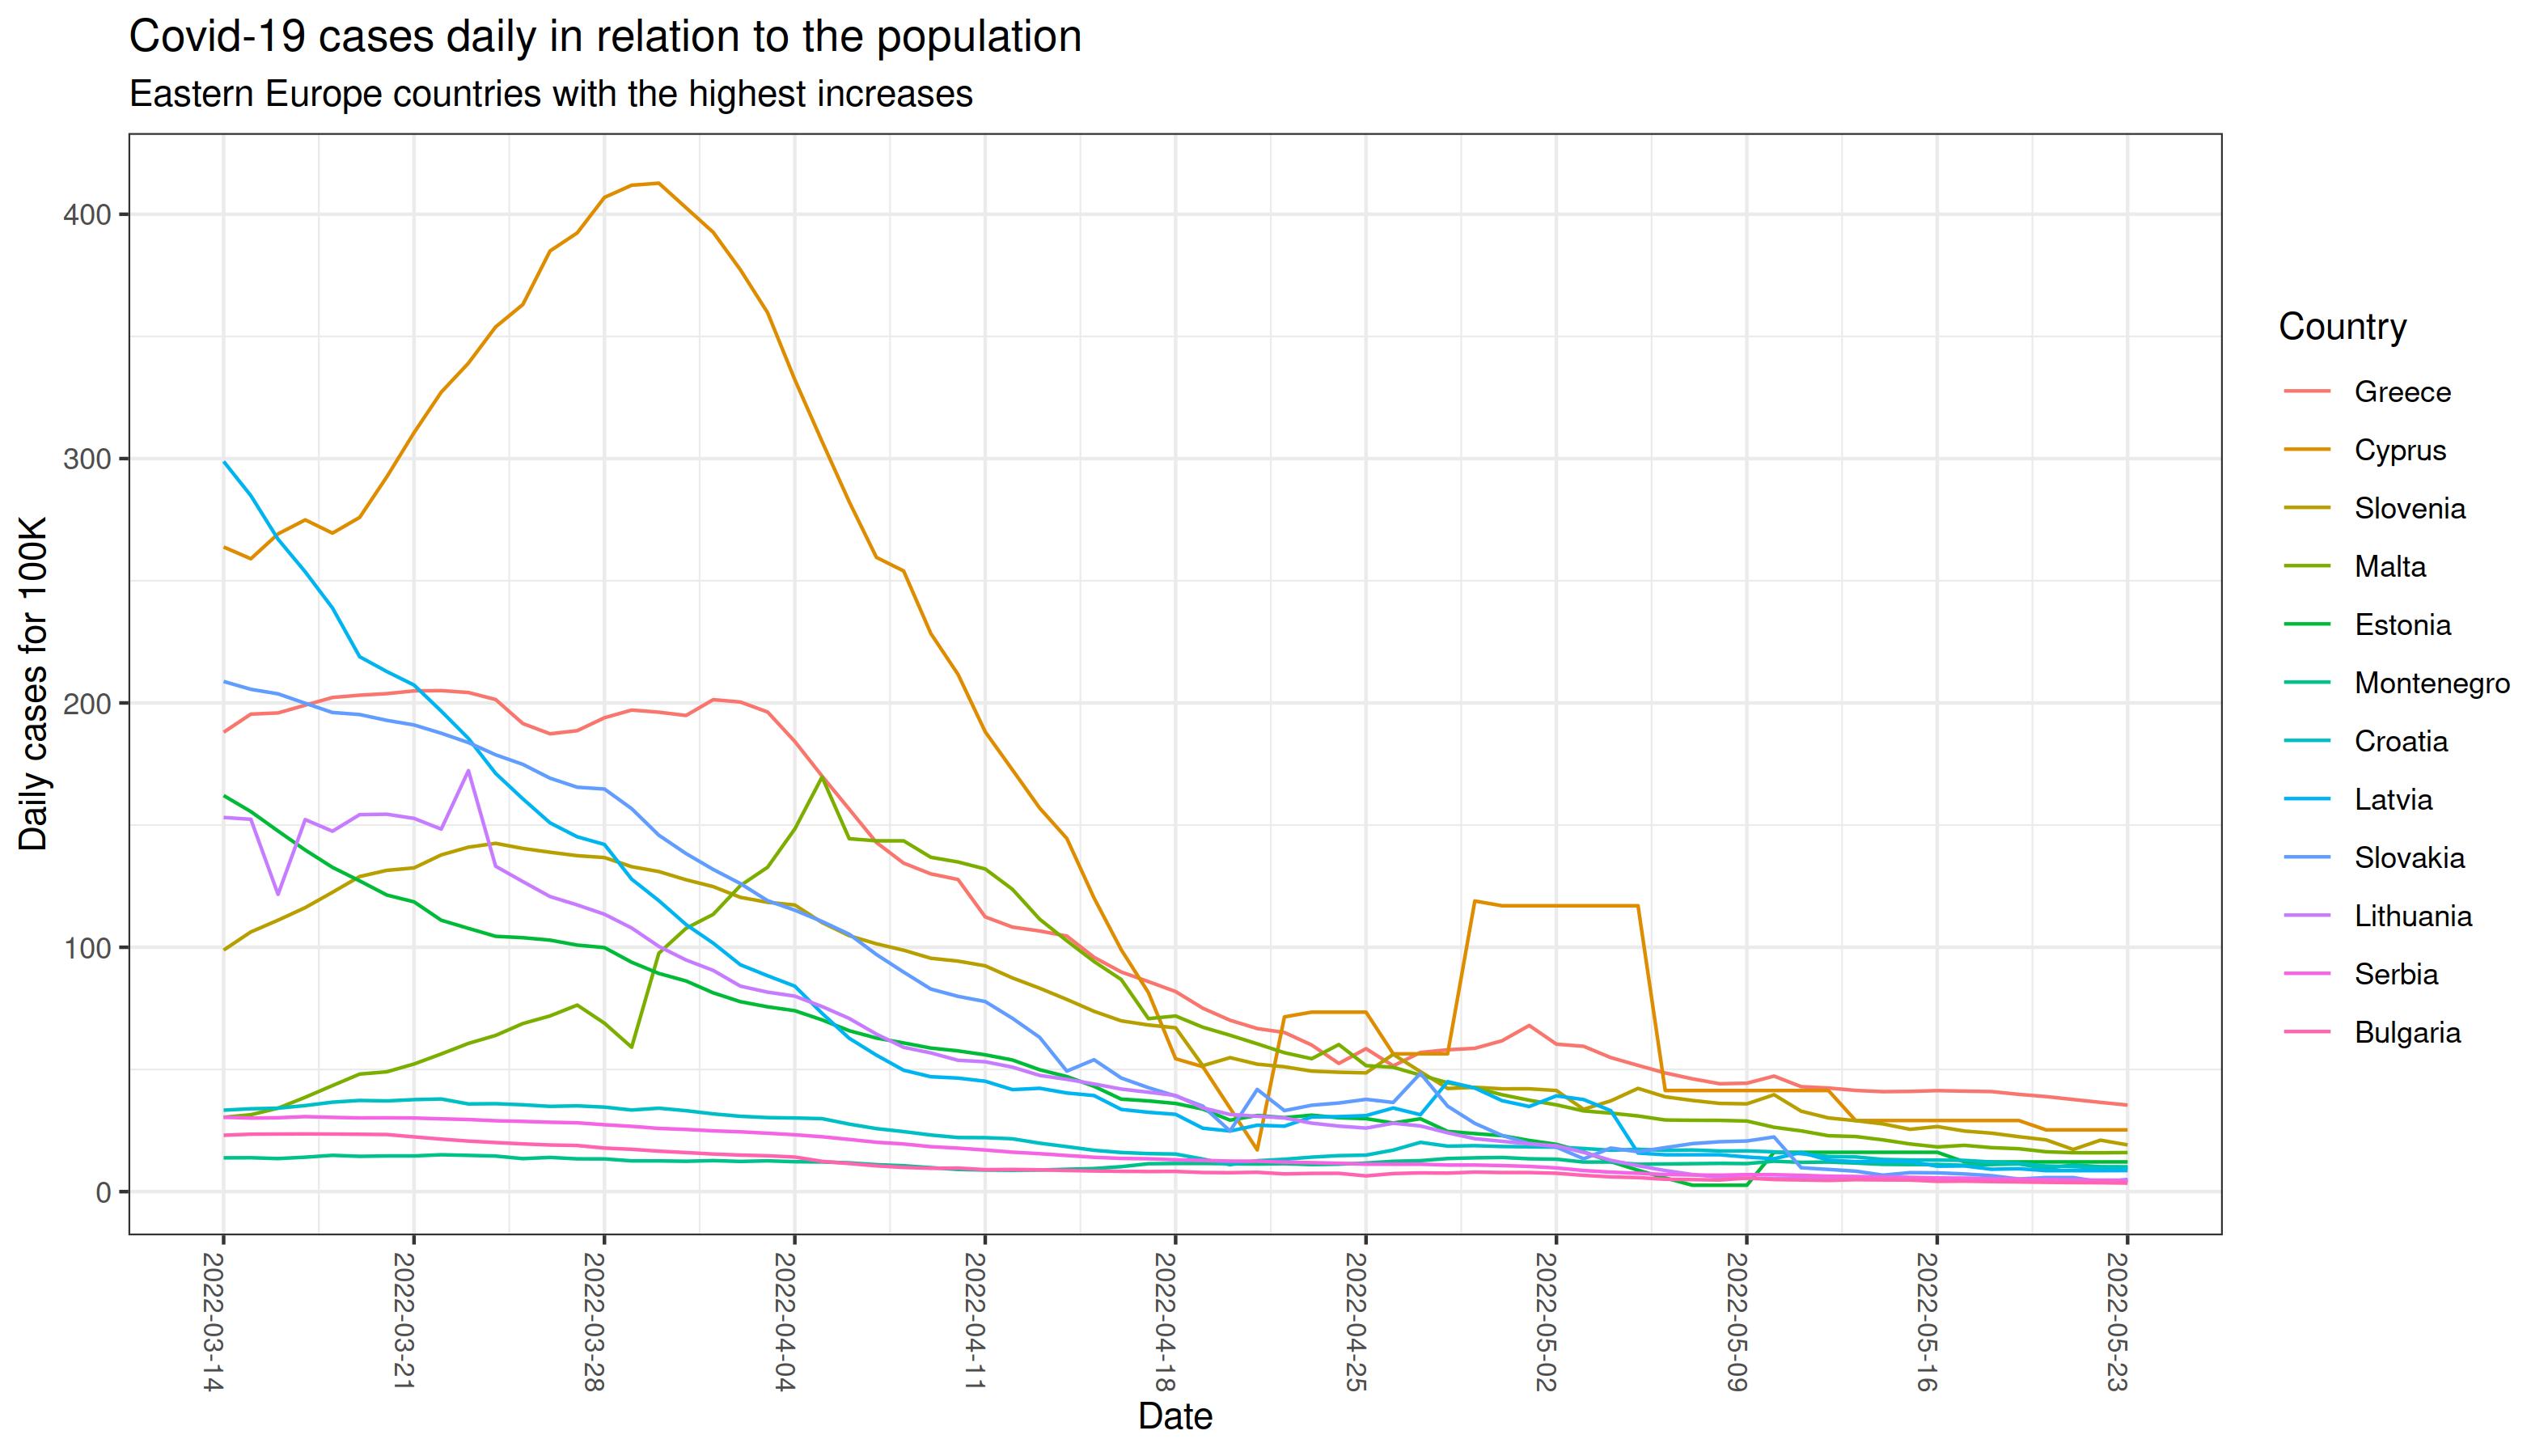 Covid-19 cases daily in relation to the population
Eastern Europe countries with the highest increases
Daily cases for 100K
400
300
200
100
0
2022-03-14
2022-03-21
2022-03-28
2022-04-04
2022-04-11
2022-04-18
2022-04-25
2022-05-02
2022-05-09
2022-05-16
2022-05-23
Date
Country
Greece
Cyprus
Slovenia
Malta
Estonia
Montenegro
Croatia
Latvia
Slovakia
Lithuania
Serbia
Bulgaria